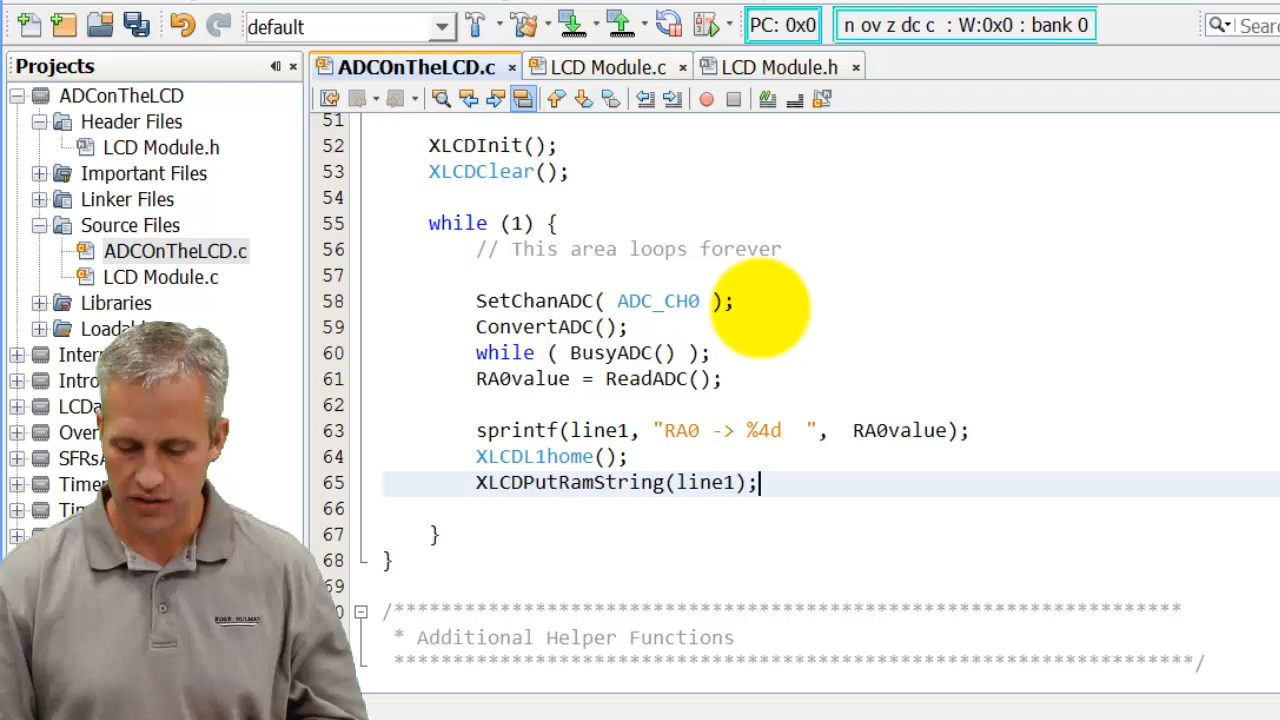 default
PC: 0x0
n ov z dc c : W:0x0 : bank 0
Projects
ADCOnTheLCD.c
LCD Module.c
LCD Module.h
ADConTheLCD
Header Files
LCD Module.h
Important Files
Linker Files
Source Files
ADCOnTheLCD.c
LCD Module.c
Libraries
51
52 XLCDInit();
53 XLCDClear();
54
55 while (1) {
56 // This area loops forever
57
58 SetChanADC( ADC_CH0 );
59 ConvertADC();
60 while ( BusyADC() );
61 RA0value = ReadADC();
62
63 sprintf(line1, "RA0 -> %4d  ",  RA0value);
64 XLCDL1home();
65 XLCDPutRamString(line1);
66
67 }
68 }
/*******************************************************************
* Additional Helper Functions
********************************************************************/
ROSE-HULMAN